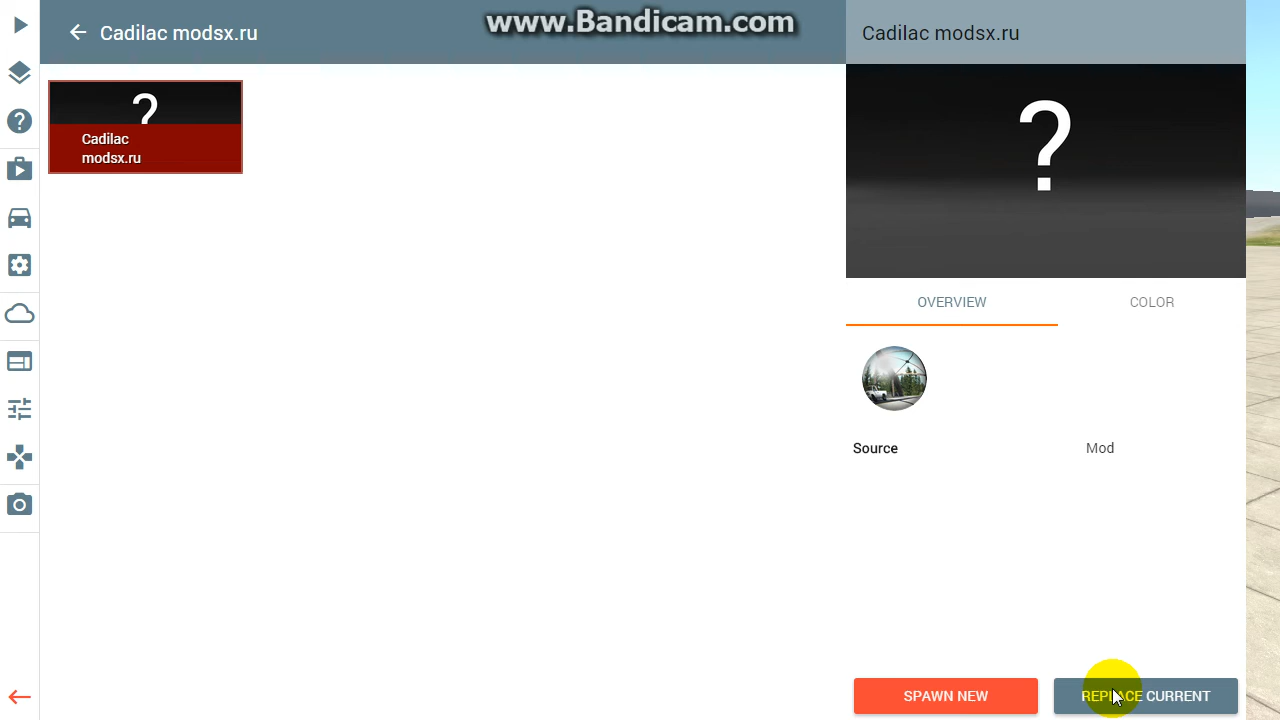 Cadilac modsx.ru
www.Bandicam.com
Cadilac modsx.ru
?
Cadilac
modsx.ru
?
OVERVIEW
COLOR
Source
Mod
SPAWN NEW
REPLACE CURRENT